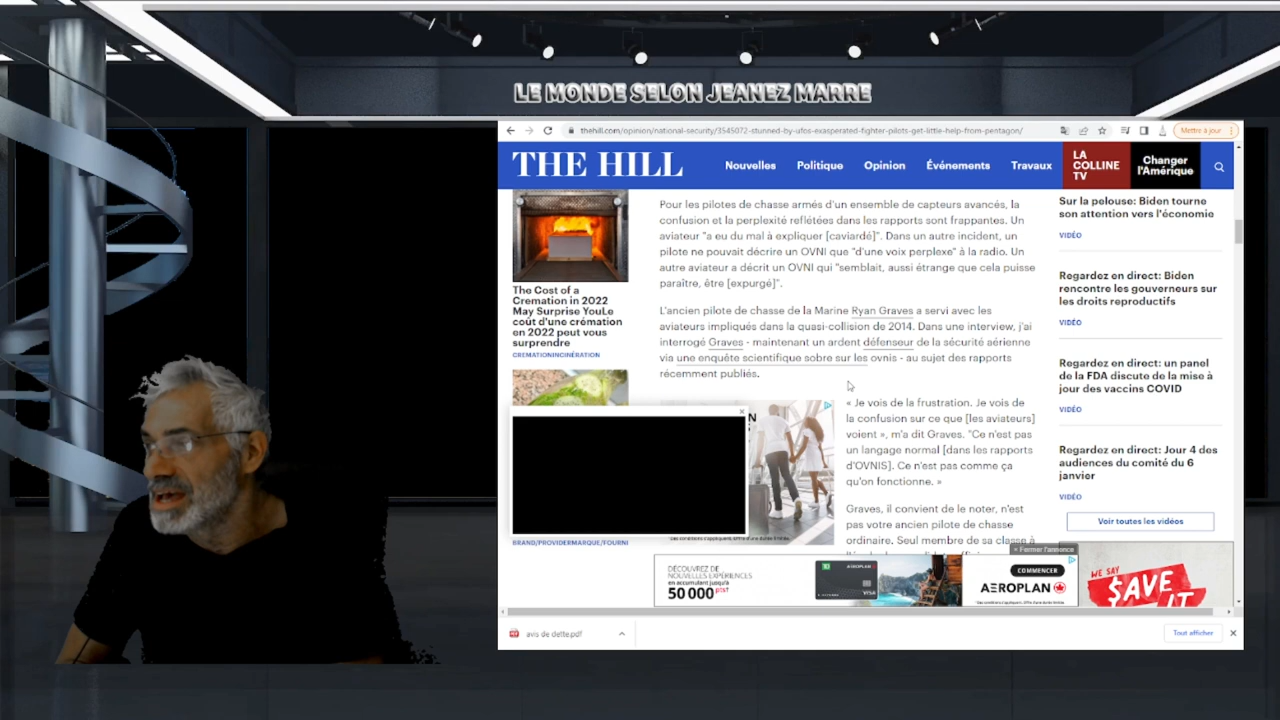 LE MONDE SELON JEANEZ MARRE
thehill.com/opinion/national-security/3545072-stunned-by-ufos-exasperated-fighter-pilots-get-little-help-from-pentagon/
Mettre à jour
THE HILL
Nouvelles
Politique
Opinion
Événements
Travaux
LA
COLLINE
TV
Changer
l'Amérique
The Cost of a
Cremation in 2022
May Surprise YouLe
coût d'une crémation
en 2022 peut vous
surprendre
CREMATIONINCINÉRATION
BRAND/PROVIDERMARQUE/FOURNI
Pour les pilotes de chasse armés d'un ensemble de capteurs avancés, la
confusion et la perplexité reflétées dans les rapports sont frappantes. Un
aviateur "a eu du mal à expliquer [caviardé]". Dans un autre incident, un
pilote ne pouvait décrire un OVNI que "d'une voix perplexe" à la radio. Un
autre aviateur a décrit un OVNI qui "semblait, aussi étrange que cela puisse
paraître, être [expurgé]".
L'ancien pilote de chasse de la Marine Ryan Graves a servi avec les
aviateurs impliqués dans la quasi-collision de 2014. Dans une interview, j'ai
interrogé Graves - maintenant un ardent défenseur de la sécurité aérienne
via une enquête scientifique sobre sur les ovnis - au sujet des rapports
récemment publiés.
« Je vois de la frustration. Je vois de
la confusion sur ce que [les aviateurs]
voient », m'a dit Graves. "Ce n'est pas
un langage normal [dans les rapports
d'OVNIS]. Ce n'est pas comme ça
qu'on fonctionne. »
Graves, il convient de le noter, n'est
pas votre ancien pilote de chasse
ordinaire. Seul membre de sa classe à
Sur la pelouse: Biden tourne
son attention vers l'économie
VIDÉO
Regardez en direct: Biden
rencontre les gouverneurs sur
les droits reproductifs
VIDÉO
Regardez en direct: un panel
de la FDA discute de la mise à
jour des vaccins COVID
VIDÉO
Regardez en direct: Jour 4 des
audiences du comité du 6
janvier
VIDÉO
Voir toutes les vidéos
× Fermer l'annonce
DÉCOUVREZ DE
NOUVELLES EXPÉRIENCES
en accumulant jusqu'à
50 000 pts†
AEROPLAN
VISA
COMMENCER
AEROPLAN
WE SAY
$AVE
IT
avis de dette.pdf
Tout afficher